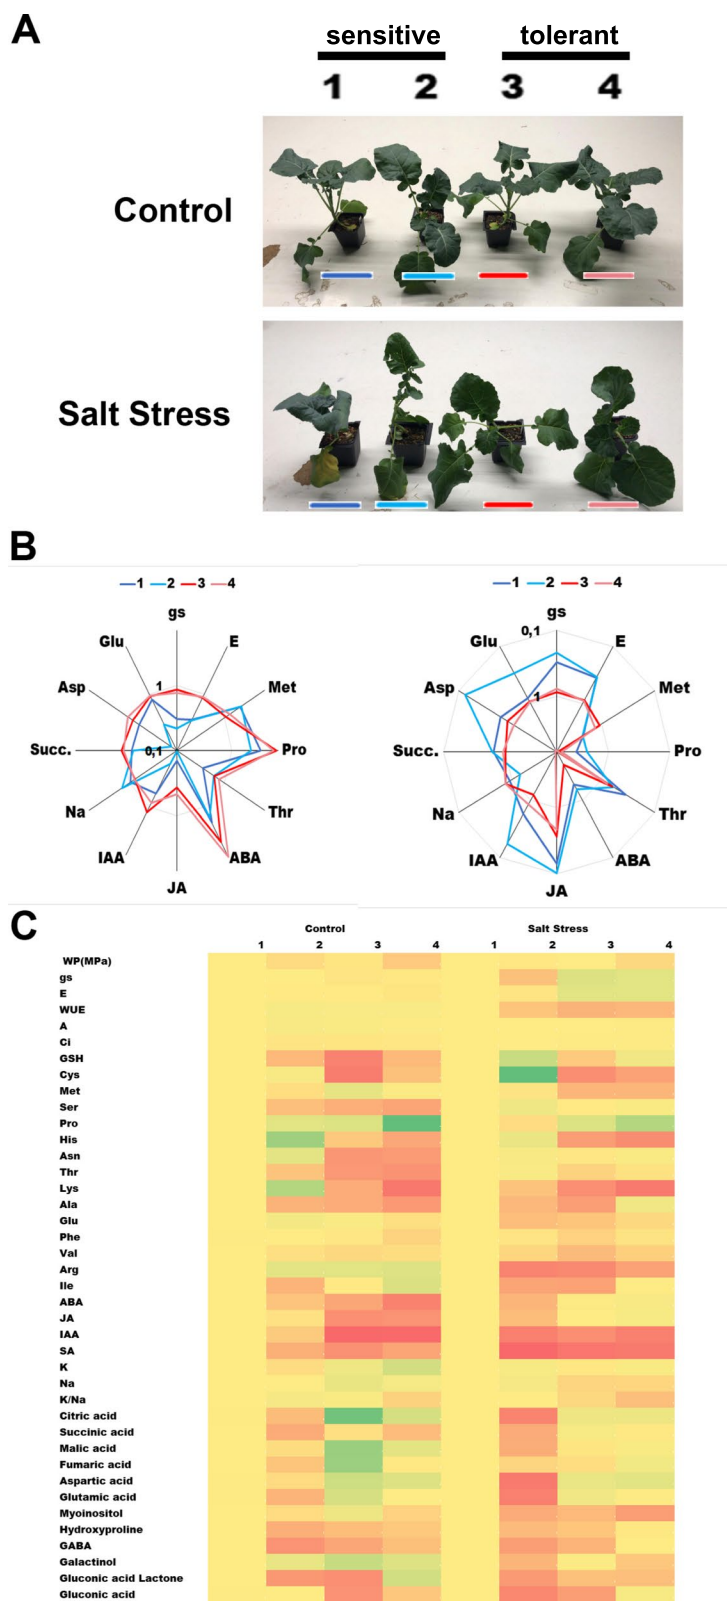 A
sensitive tolerant
1 2 3 4
Control
Salt Stress
B
1 2 3 4
gs
Glu E
Asp 1 Met
Succ. 0,1 Pro
Na Thr
IAA ABA
JA
1 2 3 4
gs
0,1
Glu E
Asp 1 Met
Succ. Pro
Na Thr
IAA ABA
JA
C
Control Salt Stress
1 2 3 4 1 2 3 4
WP(MPa)
gs
E
WUE
A
Ci
GSH
Cys
Met
Ser
Pro
His
Asn
Thr
Lys
Ala
Glu
Phe
Val
Arg
Ile
ABA
JA
IAA
SA
K
Na
K/Na
Citric acid
Succinic acid
Malic acid
Fumaric acid
Aspartic acid
Glutamic acid
Myoinositol
Hydroxyproline
GABA
Galactinol
Gluconic acid Lactone
Gluconic acid